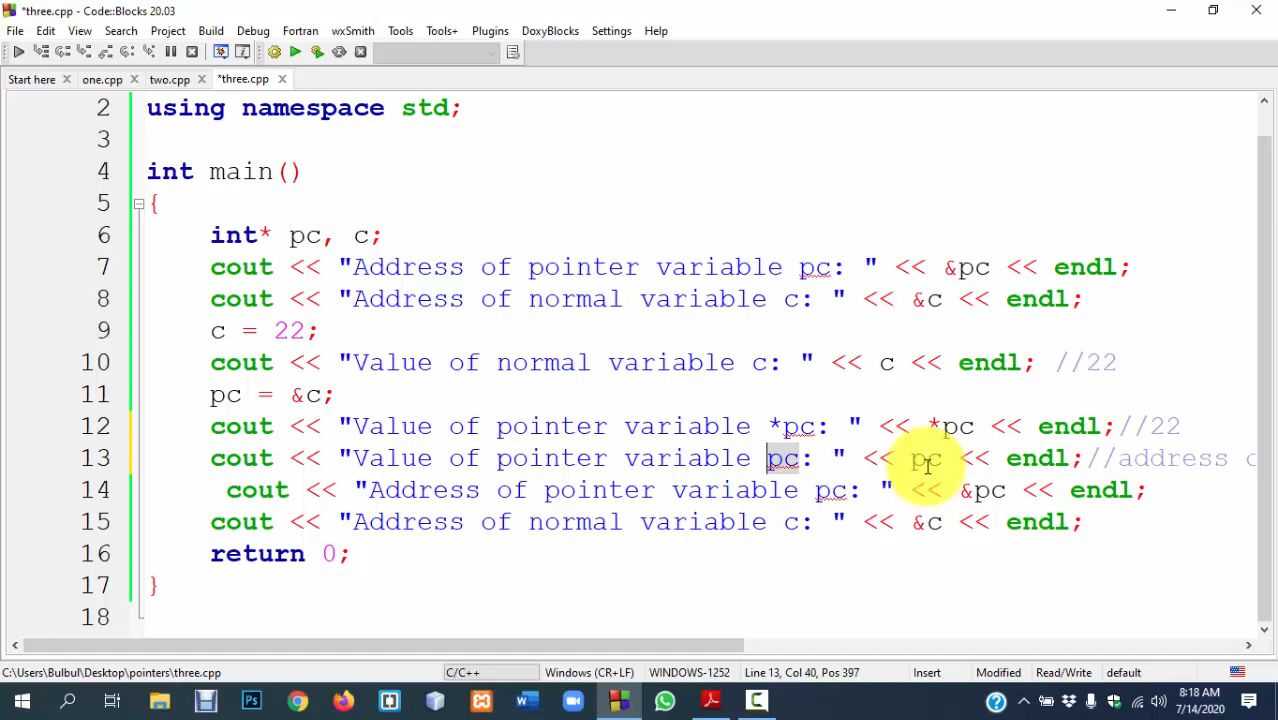 *three.cpp - Code::Blocks 20.03
File Edit View Search Project Build Debug Fortran wxSmith Tools Tools+ Plugins DoxyBlocks Settings Help
Start here one.cpp two.cpp *three.cpp
2 using namespace std;
3
4 int main()
5 {
6 int* pc, c;
7 cout << "Address of pointer variable pc: " << &pc << endl;
8 cout << "Address of normal variable c: " << &c << endl;
9 c = 22;
10 cout << "Value of normal variable c: " << c << endl; //22
11 pc = &c;
12 cout << "Value of pointer variable *pc: " << *pc << endl;//22
13 cout << "Value of pointer variable pc: " << pc << endl;//address
14 cout << "Address of pointer variable pc: " << &pc << endl;
15 cout << "Address of normal variable c: " << &c << endl;
16 return 0;
17 }
18
C:\Users\Bulbul\Desktop\pointers\three.cpp C/C++ Windows (CR+LF) WINDOWS-1252 Line 13, Col 40, Pos 397 Insert Modified Read/Write default
8:18 AM
7/14/2020